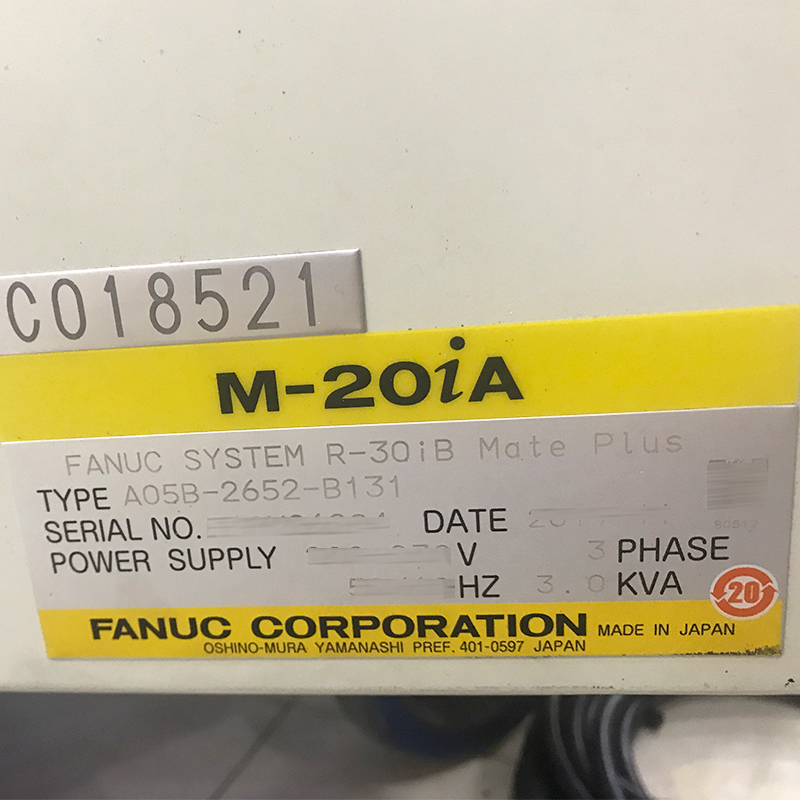 C018521
M-20iA
FANUC SYSTEM R-30iB Mate Plus
TYPE A05B-2652-B131
SERIAL NO.
DATE
POWER SUPPLY V 3 PHASE
HZ 3.0 KVA
20
FANUC CORPORATION MADE IN JAPAN
OSHINO-MURA YAMANASHI PREF. 401-0597 JAPAN